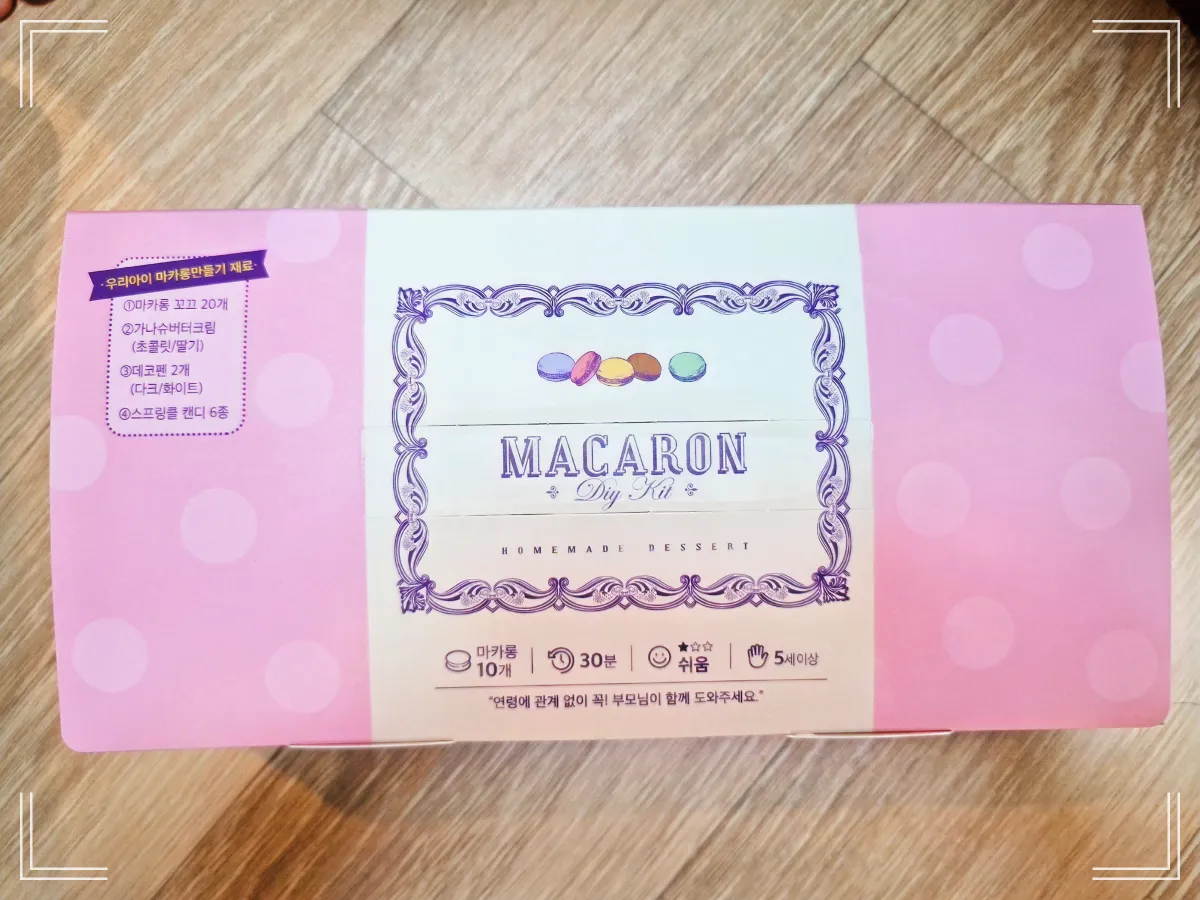 ·우리아이 마카롱만들기 재료·
①마카롱 꼬끄 20개
②가나슈버터크림
(초콜릿/딸기)
③데코펜 2개
(다크/화이트)
④스프링클 캔디 6종
MACARON
Diy Kit
HOMEMADE DESSERT
마카롱
10개
30분
★☆☆
쉬움
5세이상
“연령에 관계 없이 꼭! 부모님이 함께 도와주세요.”